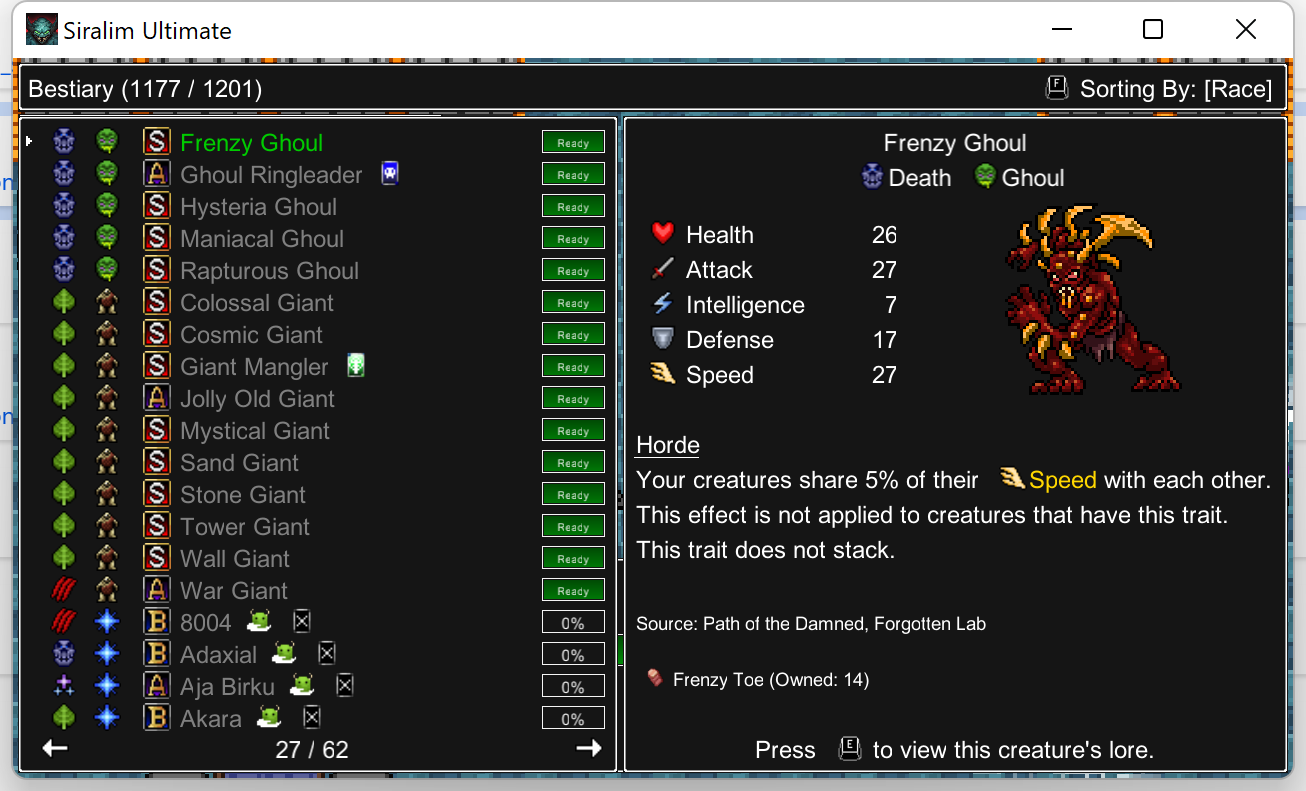 Siralim Ultimate
Bestiary (1177 / 1201)
F Sorting By: [Race]
S Frenzy Ghoul Ready
A Ghoul Ringleader Ready
S Hysteria Ghoul Ready
S Maniacal Ghoul Ready
S Rapturous Ghoul Ready
S Colossal Giant Ready
S Cosmic Giant Ready
S Giant Mangler Ready
A Jolly Old Giant Ready
S Mystical Giant Ready
S Sand Giant Ready
S Stone Giant Ready
S Tower Giant Ready
S Wall Giant Ready
A War Giant Ready
B 8004 0%
B Adaxial 0%
A Aja Birku 0%
B Akara 0%
27 / 62
Frenzy Ghoul
Death Ghoul
Health 26
Attack 27
Intelligence 7
Defense 17
Speed 27
Horde
Your creatures share 5% of their Speed with each other.
This effect is not applied to creatures that have this trait.
This trait does not stack.
Source: Path of the Damned, Forgotten Lab
Frenzy Toe (Owned: 14)
Press E to view this creature's lore.